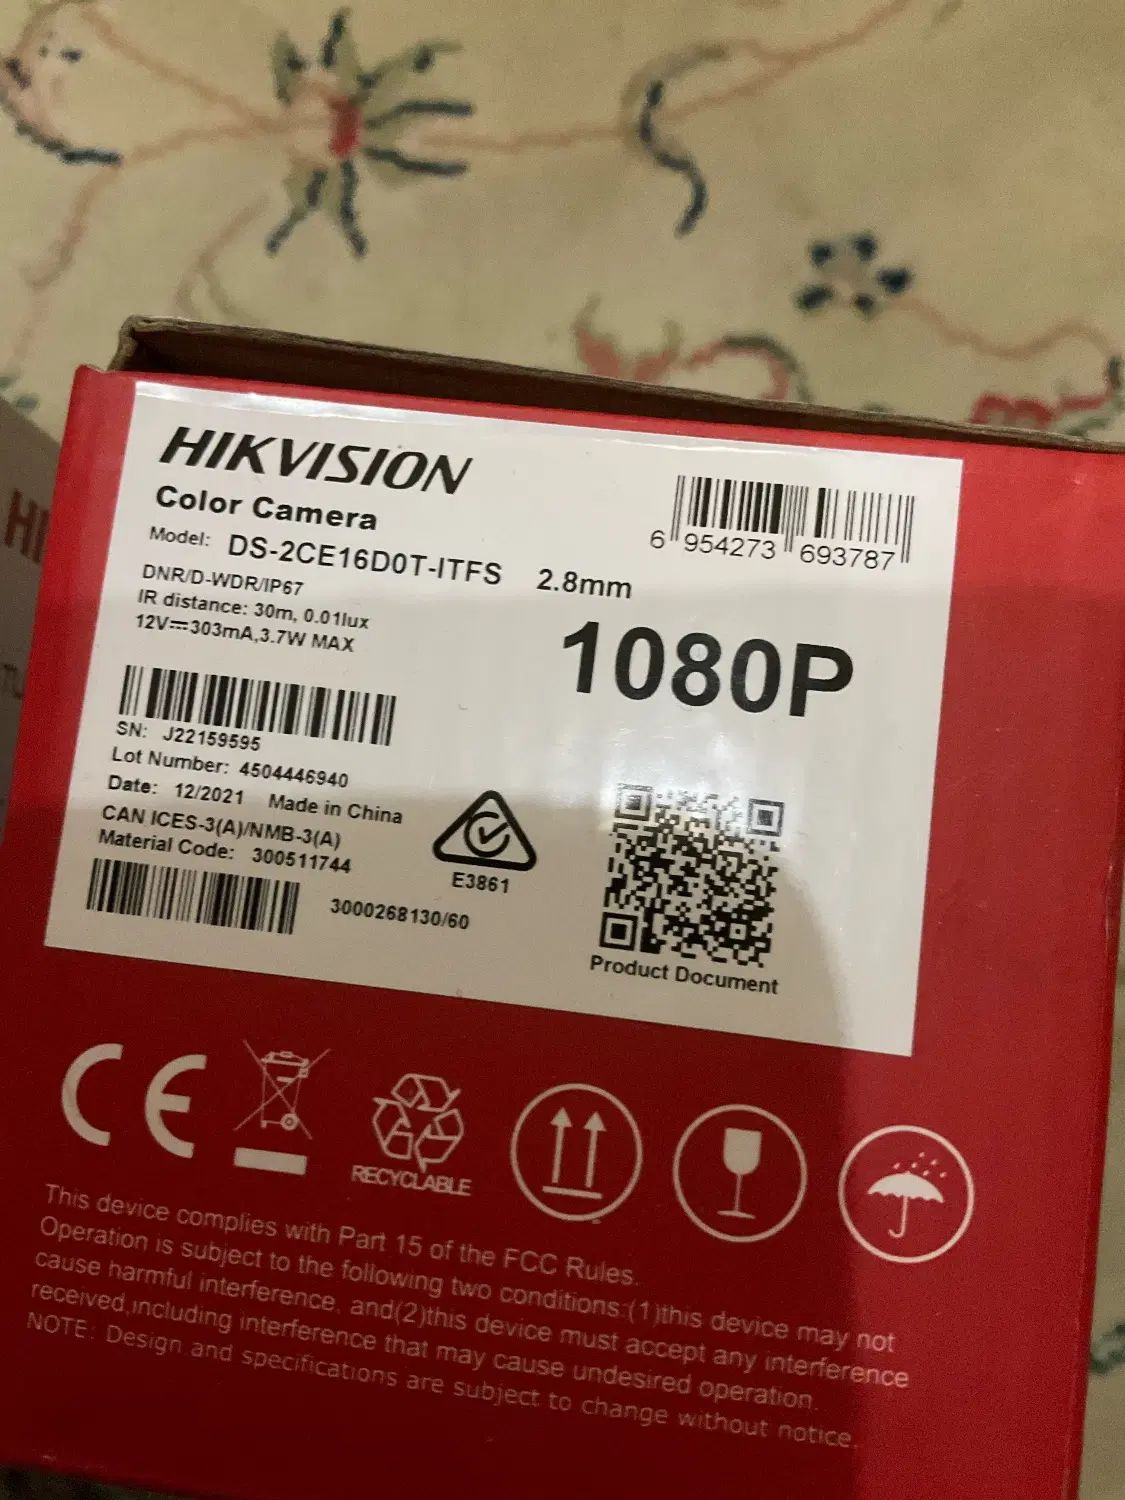 HIKVISION
Color Camera
Model: DS-2CE16D0T-ITFS 2.8mm
DNR/D-WDR/IP67
IR distance: 30m, 0.01lux
12V⎓303mA,3.7W MAX
6 954273 693787
1080P
SN: J22159595
Lot Number: 4504446940
Date: 12/2021 Made in China
CAN ICES-3(A)/NMB-3(A)
Material Code: 300511744
3000268130/60
E3861
Product Document
CE
RECYCLABLE
This device complies with Part 15 of the FCC Rules.
Operation is subject to the following two conditions:(1)this device may not
cause harmful interference, and(2)this device must accept any interference
received,including interference that may cause undesired operation.
NOTE: Design and specifications are subject to change without notice.
HI